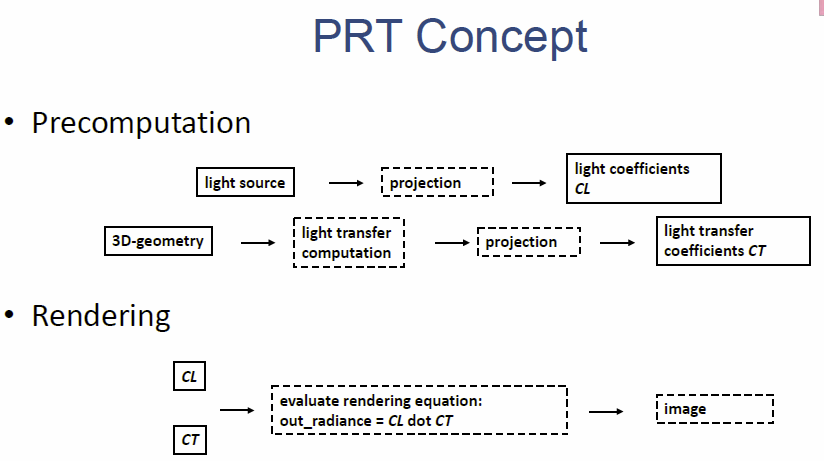 PRT Concept
• Precomputation
light source
projection
light coefficients
CL
3D-geometry
light transfer
computation
projection
light transfer
coefficients CT
• Rendering
CL
CT
evaluate rendering equation:
out_radiance = CL dot CT
image